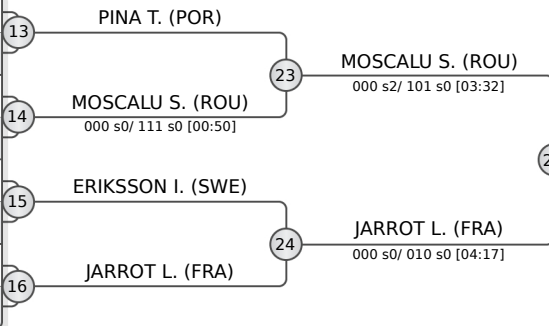 PINA T. (POR)
13
23
MOSCALU S. (ROU)
000 s2/ 101 s0 [03:32]
MOSCALU S. (ROU)
14
000 s0/ 111 s0 [00:50]
ERIKSSON I. (SWE)
15
24
JARROT L. (FRA)
000 s0/ 010 s0 [04:17]
JARROT L. (FRA)
16